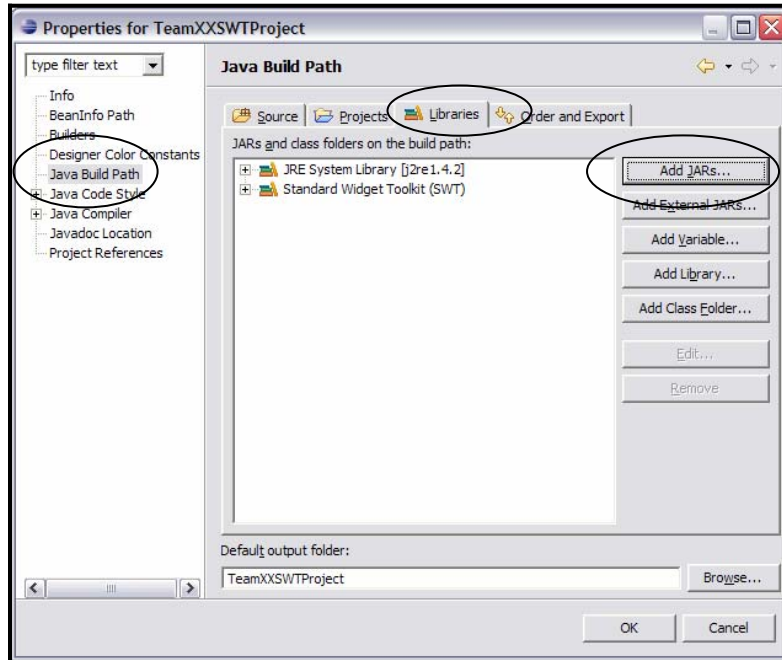 Properties for TeamXXSWTProject
type filter text
Java Build Path
Info
BeanInfo Path
Builders
Designer Color Constants
Java Build Path
Java Code Style
Java Compiler
Javadoc Location
Project References
Source
Projects
Libraries
Order and Export
JARs and class folders on the build path:
JRE System Library [j2re1.4.2]
Standard Widget Toolkit (SWT)
Add JARs...
Add External JARs...
Add Variable...
Add Library...
Add Class Folder...
Edit...
Remove
Default output folder:
TeamXXSWTProject
Browse...
OK
Cancel